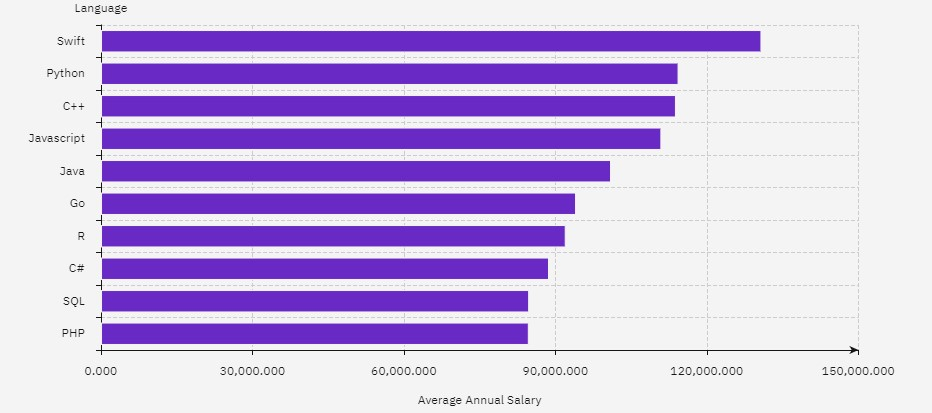 Language
Swift
Python
C++
Javascript
Java
Go
R
C#
SQL
PHP
0.000 30,000.000 60,000.000 90,000.000 120,000.000 150,000.000
Average Annual Salary